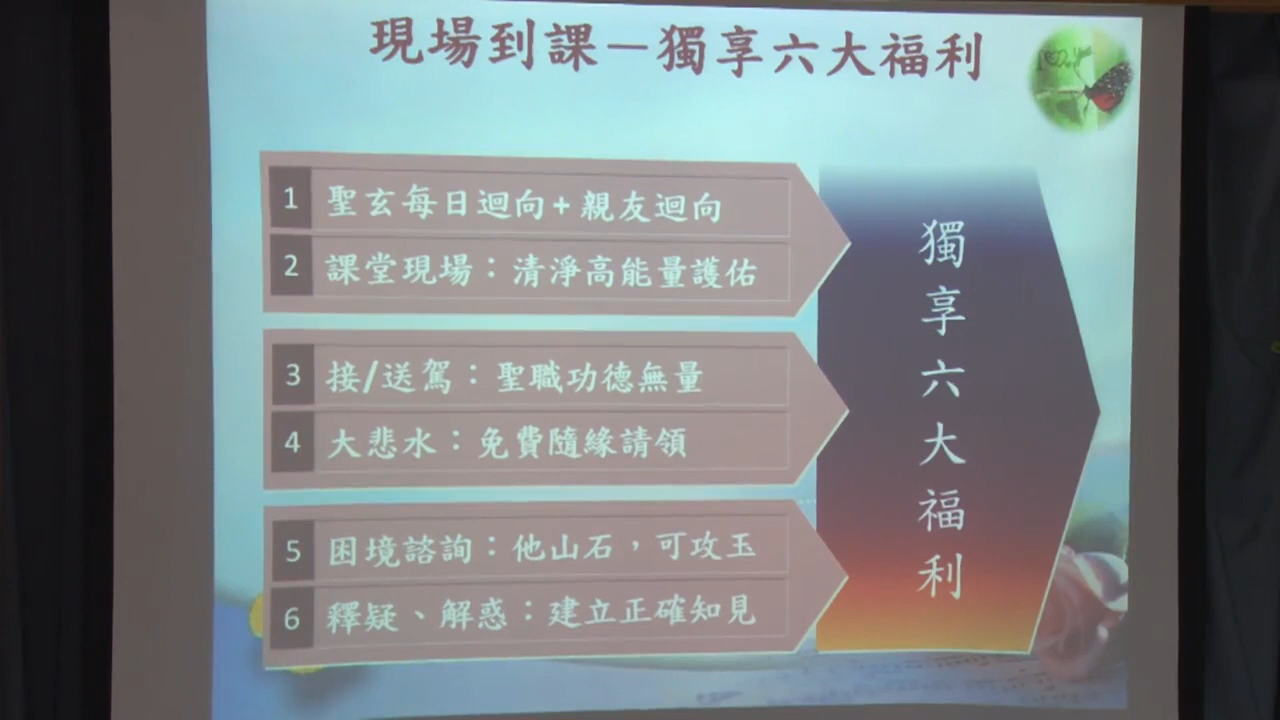 現場到課－獨享六大福利
1 聖玄每日迴向+親友迴向
2 課堂現場：清淨高能量護佑
3 接/送駕：聖職功德無量
4 大悲水：免費隨緣請領
5 困境諮詢：他山石，可攻玉
6 釋疑、解惑：建立正確知見
獨享六大福利